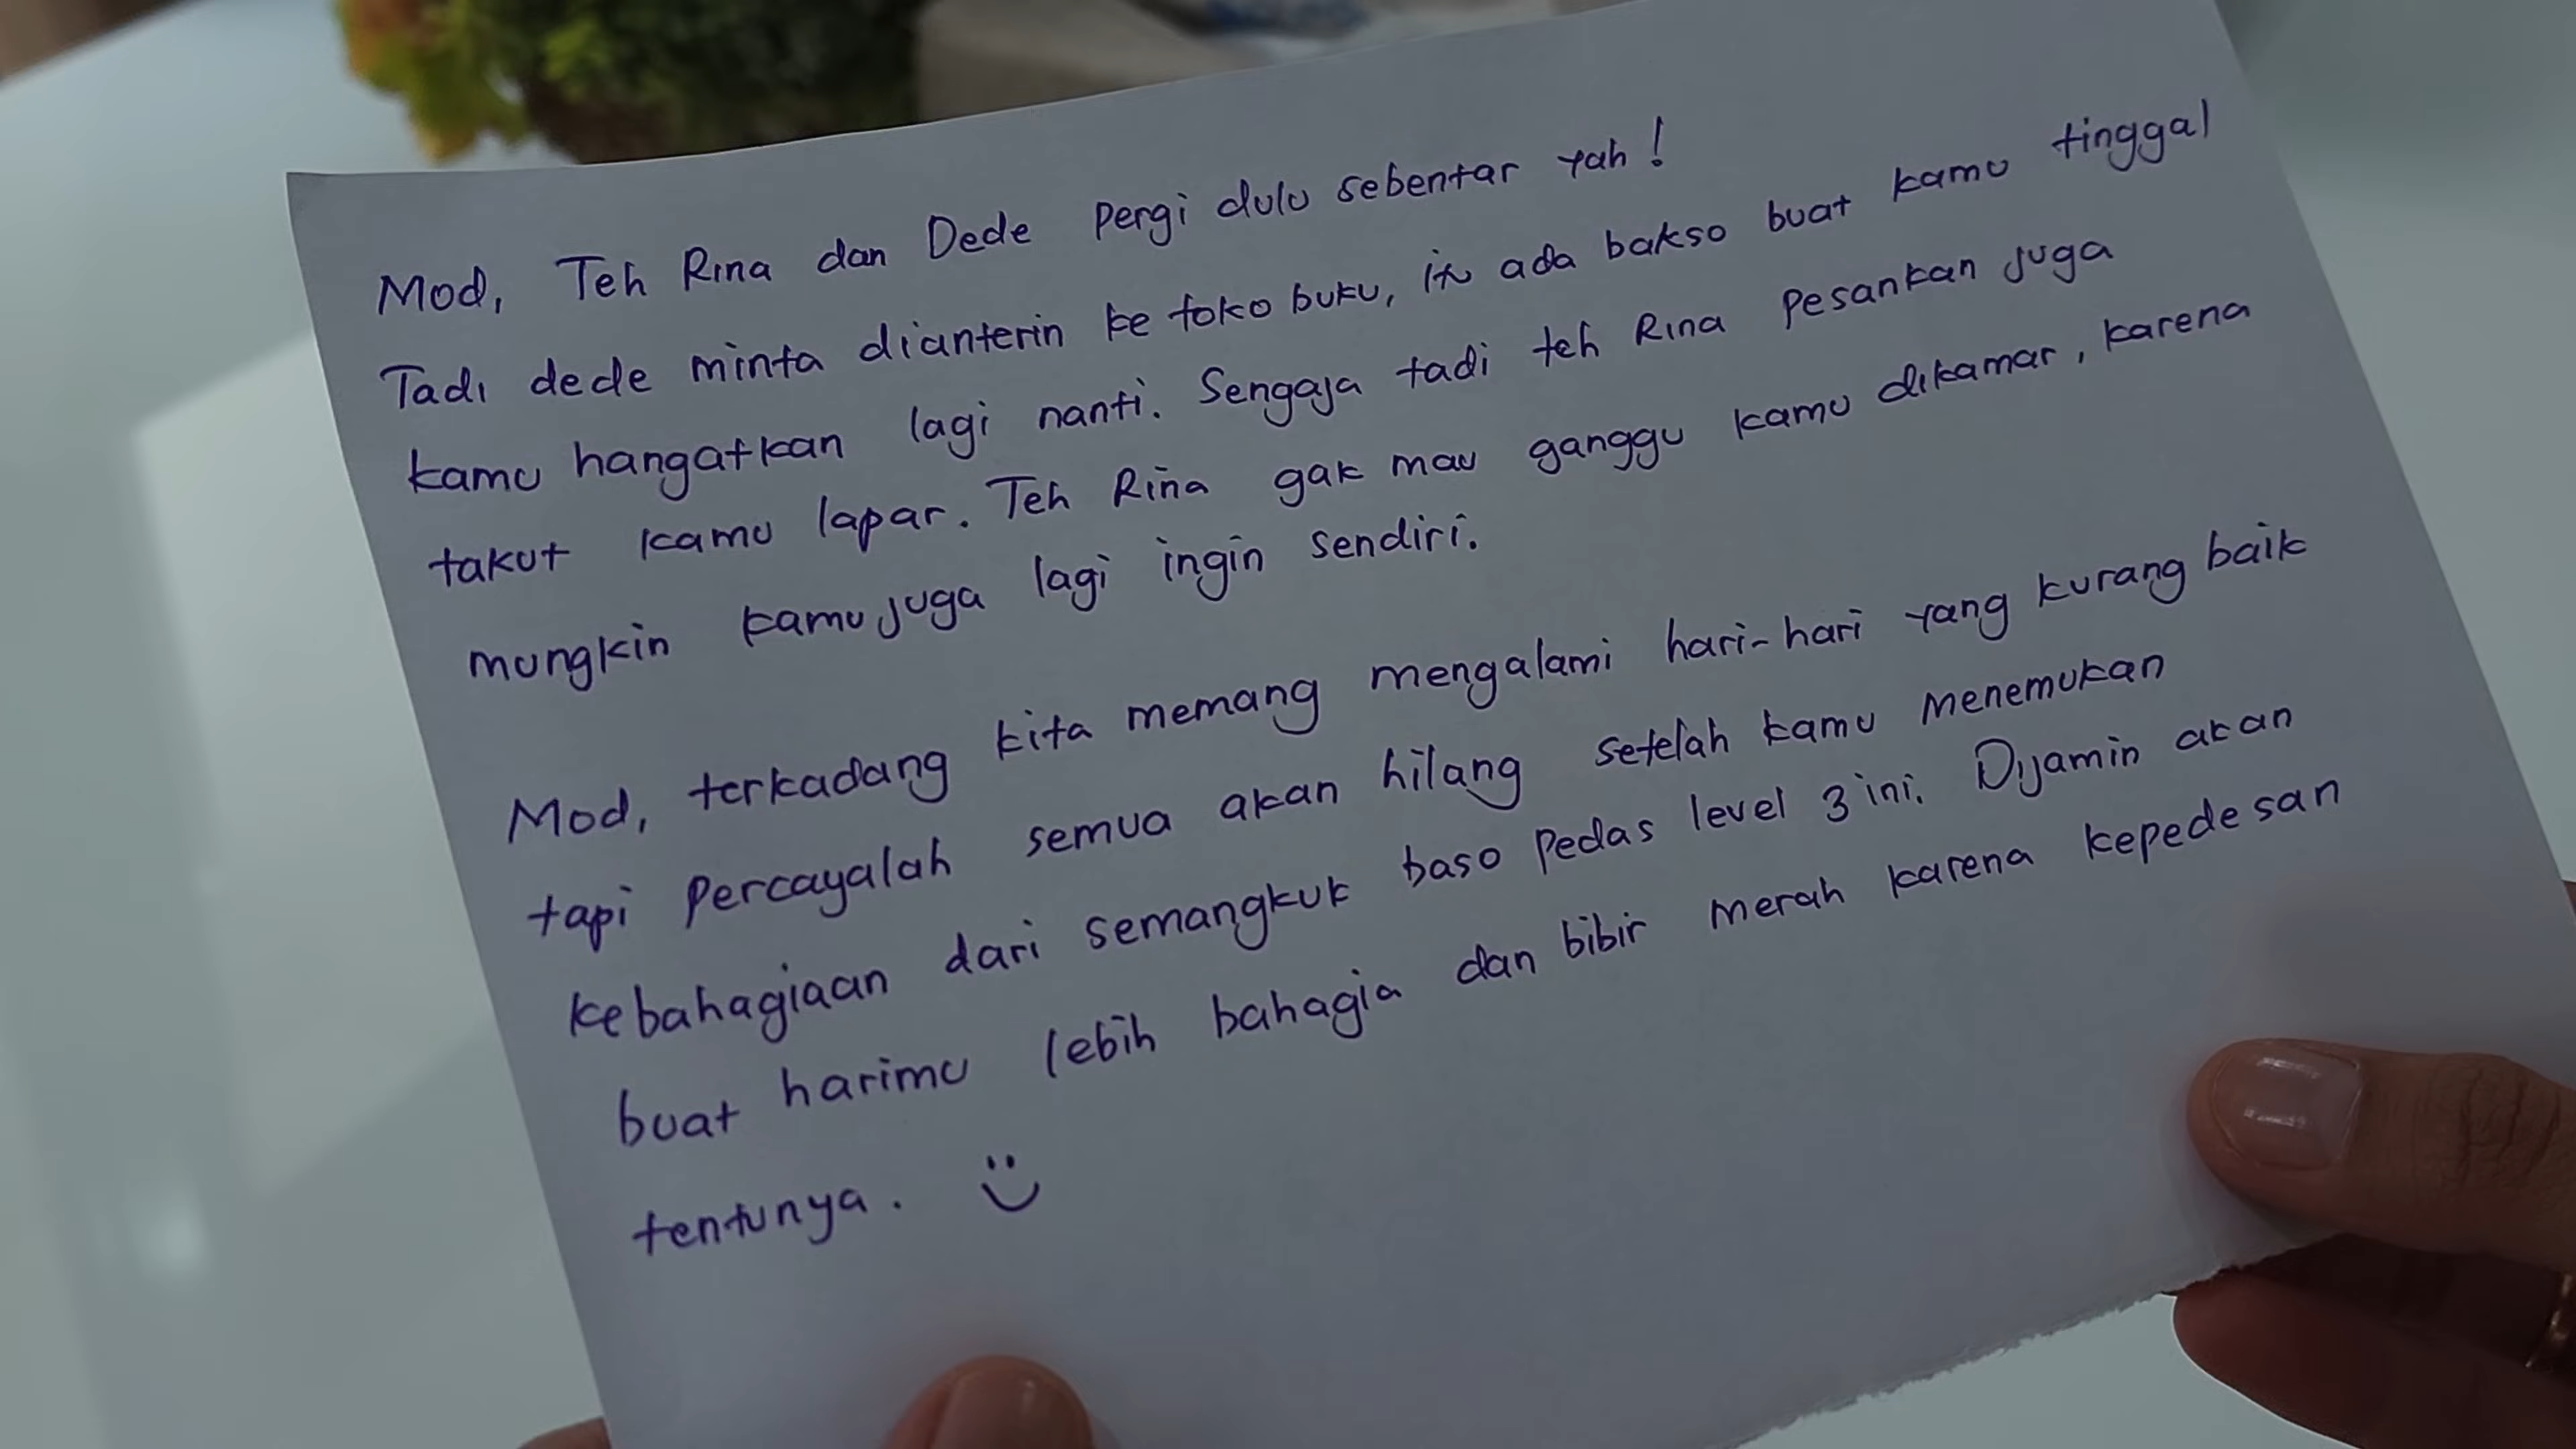 Mod, Teh Rina dan Dede pergi dulu sebentar yah!
Tadi dede minta dianterin ke toko buku, itu ada bakso buat kamu tinggal
kamu hangatkan lagi nanti. Sengaja tadi teh Rina pesankan juga
takut kamu lapar. Teh Rina gak mau ganggu kamu dikamar, karena
mungkin kamu juga lagi ingin sendiri.
Mod, terkadang kita memang mengalami hari-hari yang kurang baik
tapi percayalah semua akan hilang setelah kamu menemukan
kebahagiaan dari semangkuk baso pedas level 3 ini. Dijamin akan
buat harimu lebih bahagia dan bibir merah karena kepedesan
tentunya.